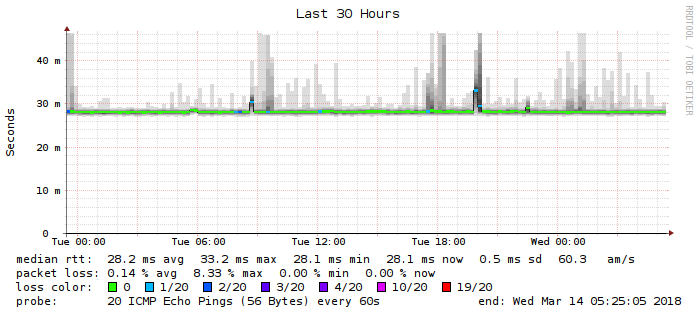 Last 30 Hours
RRDTOOL / TOBI OETIKER
Seconds
40 m
30 m
20 m
10 m
0
Tue 00:00 Tue 06:00 Tue 12:00 Tue 18:00 Wed 00:00
median rtt: 28.2 ms avg 33.2 ms max 28.1 ms min 28.1 ms now 0.5 ms sd 60.3 am/s
packet loss: 0.14 % avg 8.33 % max 0.00 % min 0.00 % now
loss color: 0 1/20 2/20 3/20 4/20 10/20 19/20
probe: 20 ICMP Echo Pings (56 Bytes) every 60s end: Wed Mar 14 05:25:05 2018